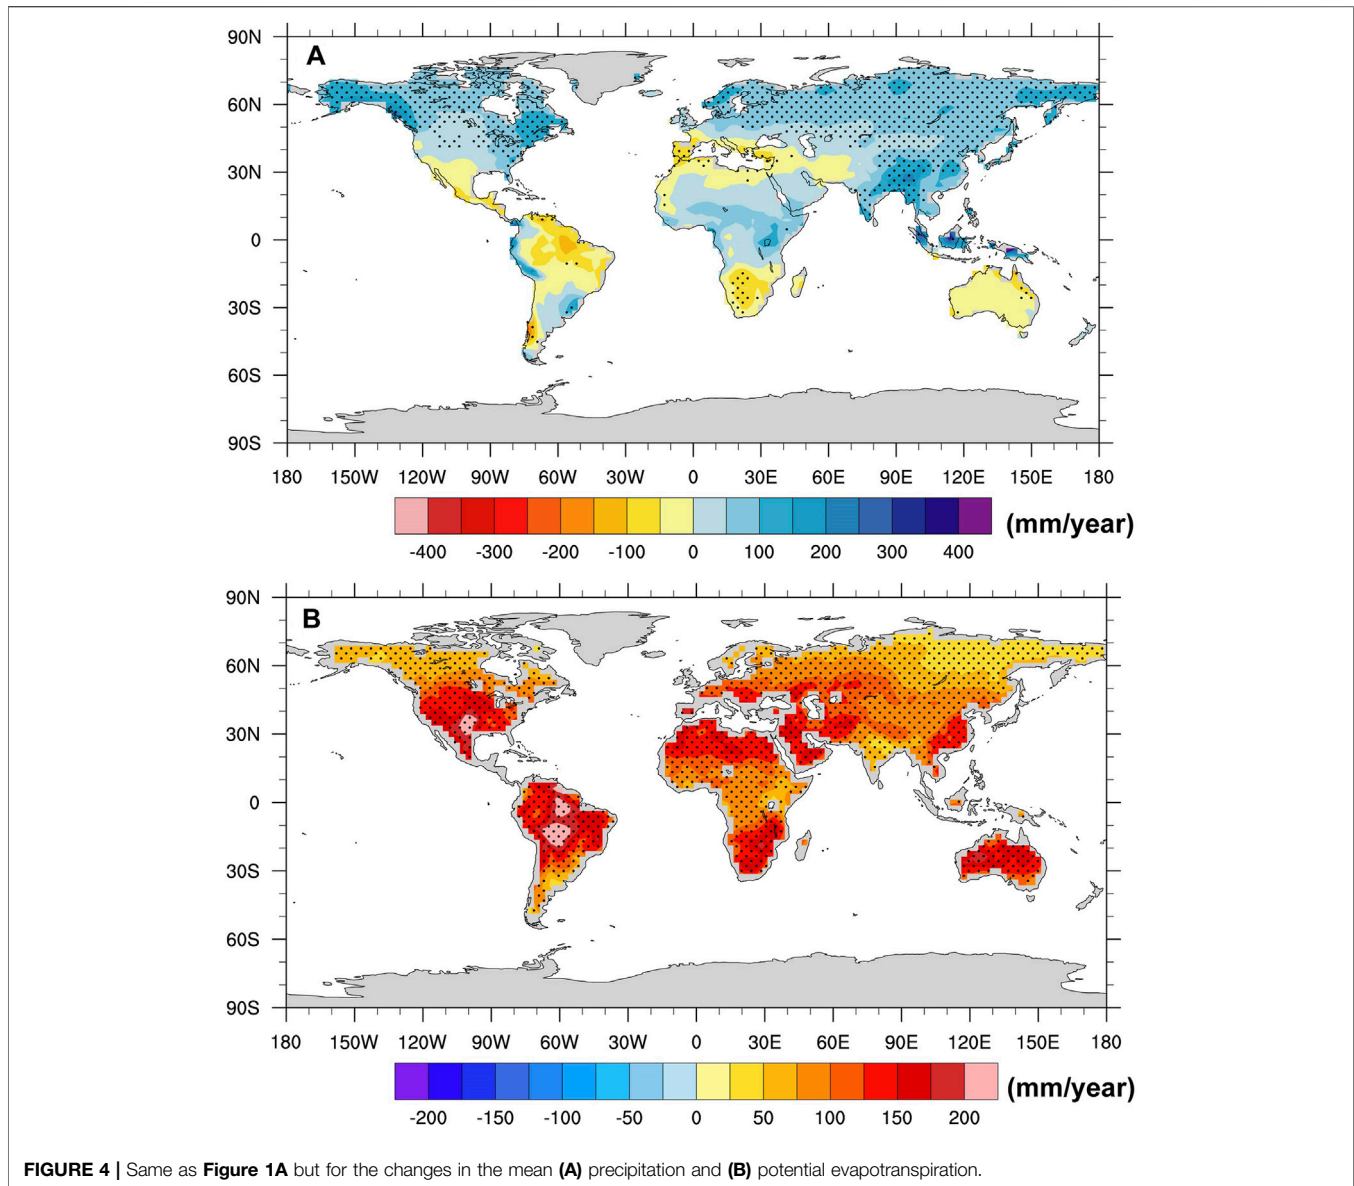 A
90N
60N
30N
0
30S
60S
90S
180 150W 120W 90W 60W 30W 0 30E 60E 90E 120E 150E 180
-400 -300 -200 -100 0 100 200 300 400 (mm/year)
B
90N
60N
30N
0
30S
60S
90S
180 150W 120W 90W 60W 30W 0 30E 60E 90E 120E 150E 180
-200 -150 -100 -50 0 50 100 150 200 (mm/year)
FIGURE 4 | Same as Figure 1A but for the changes in the mean (A) precipitation and (B) potential evapotranspiration.